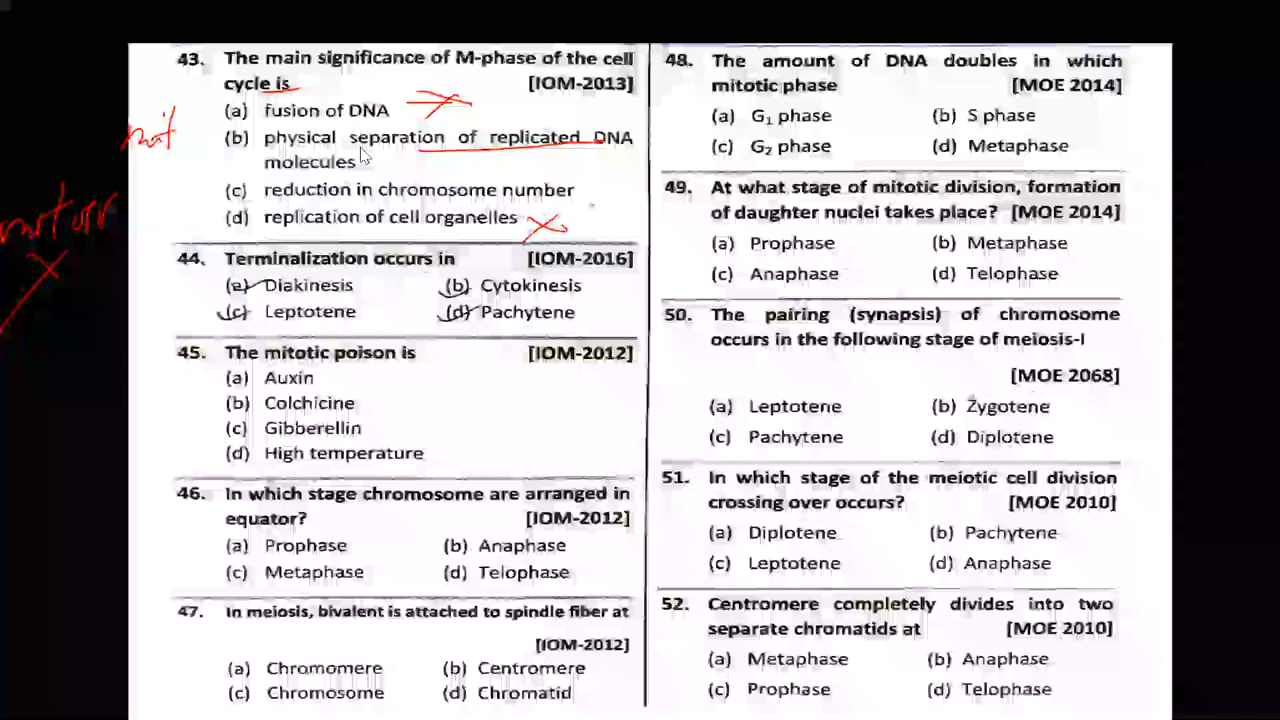 43. The main significance of M-phase of the cell
cycle is [IOM-2013]
(a) fusion of DNA
(b) physical separation of replicated DNA
molecules
(c) reduction in chromosome number
(d) replication of cell organelles
44. Terminalization occurs in [IOM-2016]
(a) Diakinesis (b) Cytokinesis
(c) Leptotene (d) Pachytene
45. The mitotic poison is [IOM-2012]
(a) Auxin
(b) Colchicine
(c) Gibberellin
(d) High temperature
46. In which stage chromosome are arranged in
equator? [IOM-2012]
(a) Prophase (b) Anaphase
(c) Metaphase (d) Telophase
47. In meiosis, bivalent is attached to spindle fiber at
[IOM-2012]
(a) Chromomere (b) Centromere
(c) Chromosome (d) Chromatid
48. The amount of DNA doubles in which
mitotic phase [MOE 2014]
(a) G₁ phase (b) S phase
(c) G₂ phase (d) Metaphase
49. At what stage of mitotic division, formation
of daughter nuclei takes place? [MOE 2014]
(a) Prophase (b) Metaphase
(c) Anaphase (d) Telophase
50. The pairing (synapsis) of chromosome
occurs in the following stage of meiosis-I
[MOE 2068]
(a) Leptotene (b) Zygotene
(c) Pachytene (d) Diplotene
51. In which stage of the meiotic cell division
crossing over occurs? [MOE 2010]
(a) Diplotene (b) Pachytene
(c) Leptotene (d) Anaphase
52. Centromere completely divides into two
separate chromatids at [MOE 2010]
(a) Metaphase (b) Anaphase
(c) Prophase (d) Telophase